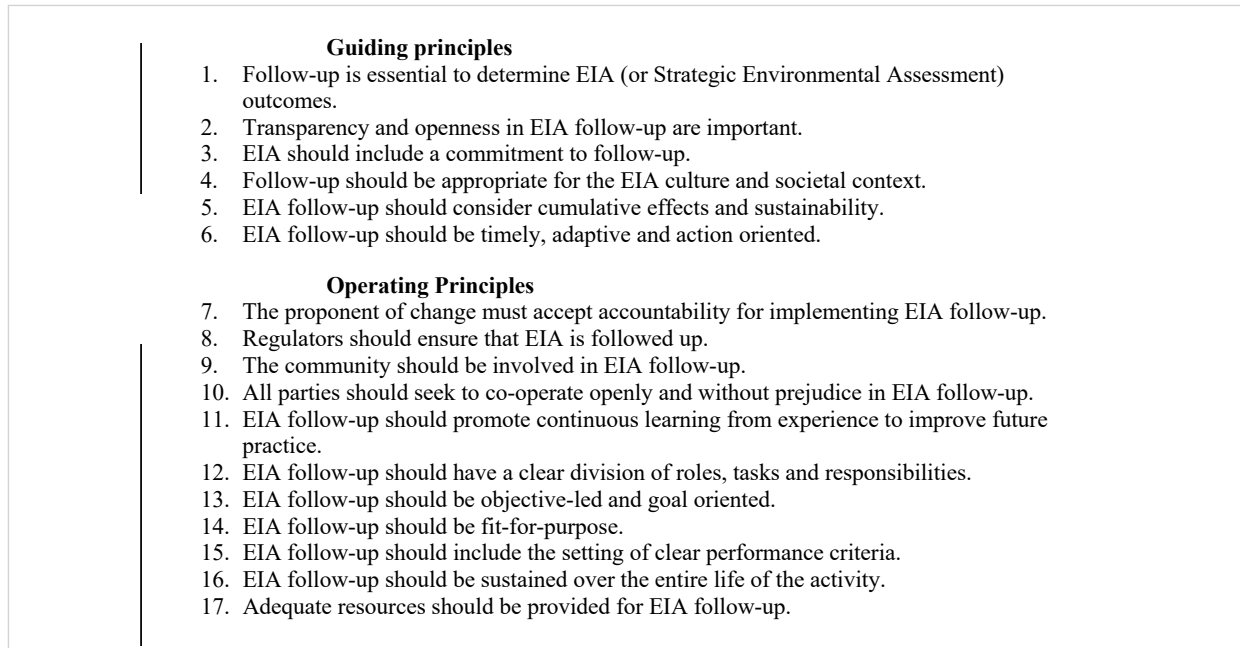 Guiding principles
1. Follow-up is essential to determine EIA (or Strategic Environmental Assessment)
outcomes.
2. Transparency and openness in EIA follow-up are important.
3. EIA should include a commitment to follow-up.
4. Follow-up should be appropriate for the EIA culture and societal context.
5. EIA follow-up should consider cumulative effects and sustainability.
6. EIA follow-up should be timely, adaptive and action oriented.
Operating Principles
7. The proponent of change must accept accountability for implementing EIA follow-up.
8. Regulators should ensure that EIA is followed up.
9. The community should be involved in EIA follow-up.
10. All parties should seek to co-operate openly and without prejudice in EIA follow-up.
11. EIA follow-up should promote continuous learning from experience to improve future
practice.
12. EIA follow-up should have a clear division of roles, tasks and responsibilities.
13. EIA follow-up should be objective-led and goal oriented.
14. EIA follow-up should be fit-for-purpose.
15. EIA follow-up should include the setting of clear performance criteria.
16. EIA follow-up should be sustained over the entire life of the activity.
17. Adequate resources should be provided for EIA follow-up.